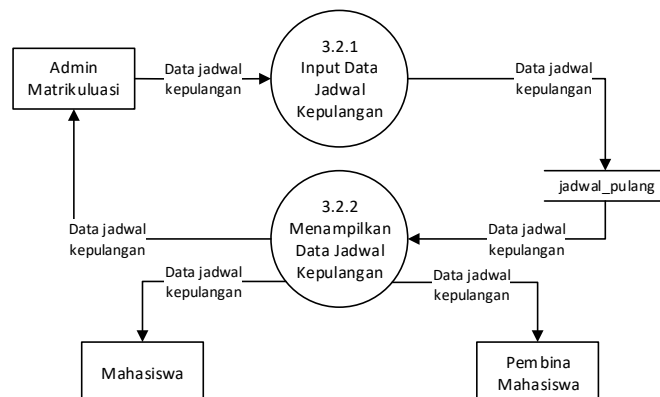 3.2.1
Input Data
Jadwal
Kepulangan
Admin
Matrikuluasi
Data jadwal
kepulangan
Data jadwal
kepulangan
jadwal_pulang
3.2.2
Menampilkan
Data Jadwal
Kepulangan
Data jadwal
kepulangan
Data jadwal
kepulangan
Data jadwal
kepulangan
Data jadwal
kepulangan
Mahasiswa
Pembina
Mahasiswa